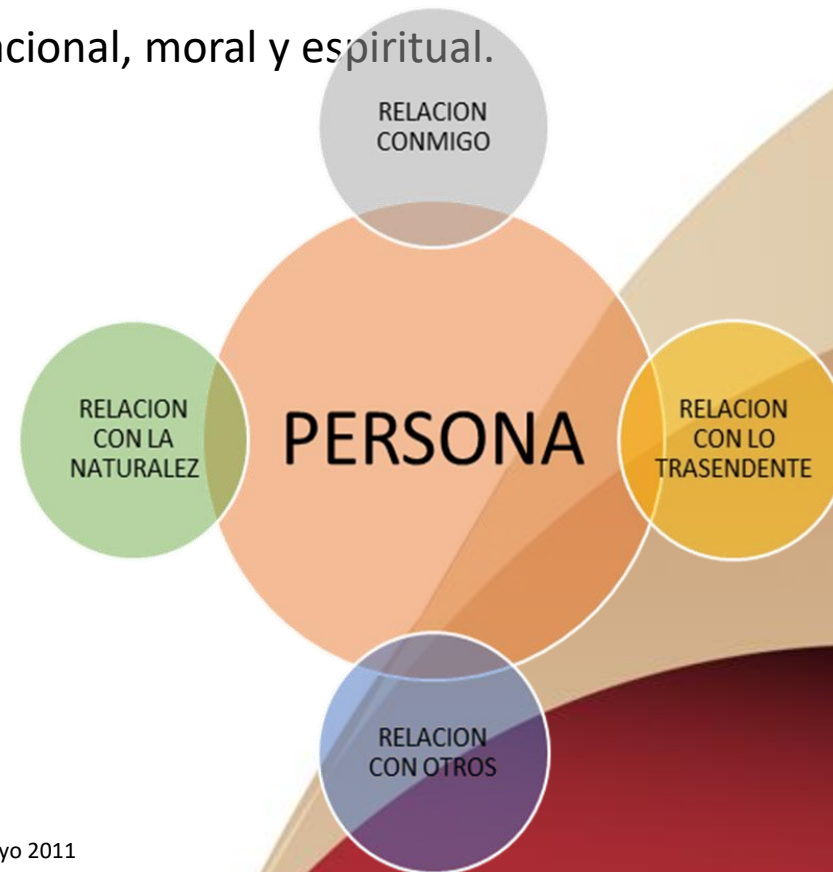 acional, moral y espiritual.
RELACION
CONMIGO
RELACION
CON LA
NATURALEZ
PERSONA
RELACION
CON LO
TRASENDENTE
RELACION
CON OTROS
yo 2011